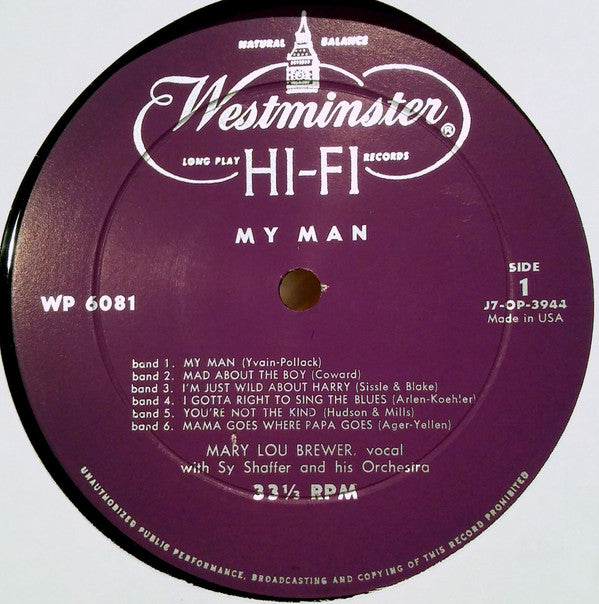 NATURAL BALANCE
Westminster ®
LONG PLAY RECORDS
HI-FI
MY MAN
SIDE
1
WP 6081
J7-OP-3944
Made in USA
band 1. MY MAN (Yvain-Pollack)
band 2. MAD ABOUT THE BOY (Coward)
band 3. I'M JUST WILD ABOUT HARRY (Sissle & Blake)
band 4. I GOTTA RIGHT TO SING THE BLUES (Arlen-Koehler)
band 5. YOU'RE NOT THE KIND (Hudson & Mills)
band 6. MAMA GOES WHERE PAPA GOES (Ager-Yellen)
MARY LOU BREWER, vocal
with Sy Shaffer and his Orchestra
33⅓ RPM
UNAUTHORIZED PUBLIC PERFORMANCE, BROADCASTING AND COPYING OF THIS RECORD PROHIBITED